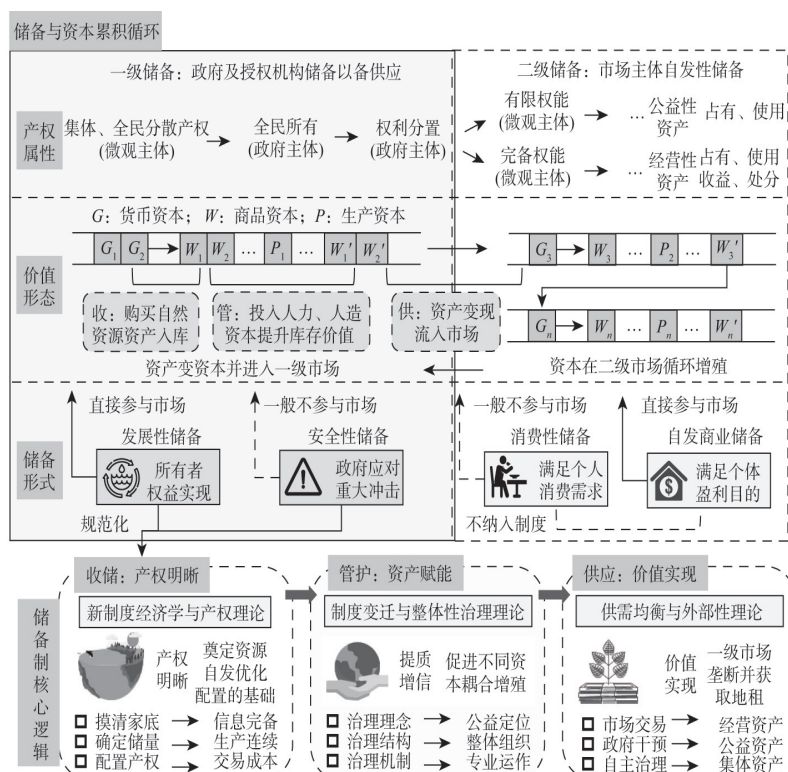 储备与资本累积循环
一级储备：政府及授权机构储备以备供应
二级储备：市场主体自发性储备
产权
属性
集体、全民分散产权
(微观主体)
全民所有
(政府主体)
权利分置
(政府主体)
有限权能
(微观主体)
… 公益性
资产
占有、使用
完备权能
(微观主体)
… 经营性
资产
占有、使用
收益、处分
价值
形态
G：货币资本；W：商品资本；P：生产资本
G₁ G₂ W₁ W₂ … P₁ … W₁′ W₂′
G₃ W₃ … P₂ … W₃′
Gₙ Wₙ … Pₙ … Wₙ′
收：购买自然
资源资产入库
管：投入人力、人造
资本提升库存价值
供：资产变现
流入市场
资产变资本并进入一级市场
资本在二级市场循环增殖
储备
形式
直接参与市场
一般不参与市场
一般不参与市场
直接参与市场
发展性储备
所有者
权益实现
安全性储备
政府应对
重大冲击
消费性储备
满足个人
消费需求
自发商业储备
满足个体
盈利目的
规范化
不纳入制度
储备制核心逻辑
收储：产权明晰
新制度经济学与产权理论
产权
明晰
奠定资源
自发优化
配置的基础
摸清家底 信息完备
确定储量 生产连续
配置产权 交易成本
管护：资产赋能
制度变迁与整体性治理理论
提质
增信
促进不同资
本耦合增殖
治理理念 公益定位
治理结构 整体组织
治理机制 专业运作
供应：价值实现
供需均衡与外部性理论
价值
实现
一级市场
垄断并获
取地租
市场交易 经营资产
政府干预 公益资产
自主治理 集体资产